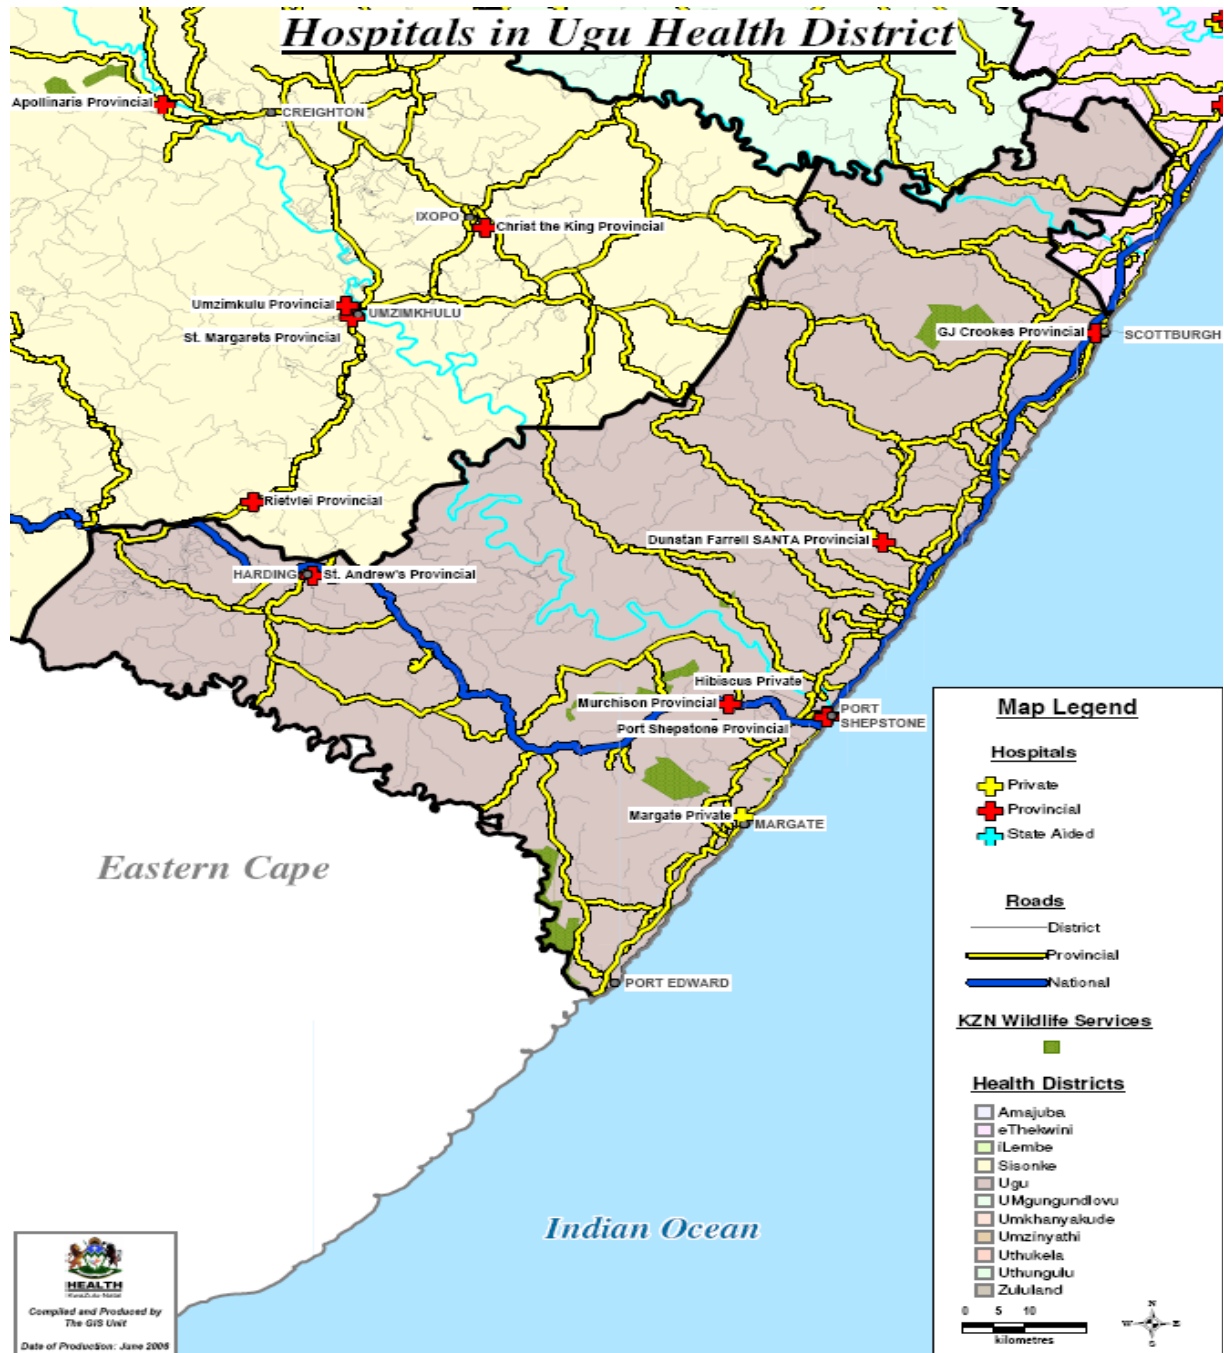 Hospitals in Ugu Health District
Apollinaris Provincial
CREIGHTON
IXOPO
Christ the King Provincial
Umzimkulu Provincial
UMZIMKHULU
St. Margarets Provincial
GJ Crookes Provincial
SCOTTBURGH
Rietvlei Provincial
Dunstan Farrell SANTA Provincial
HARDING
St. Andrew's Provincial
Hibiscus Private
Murchison Provincial
PORT
SHEPSTONE
Port Shepstone Provincial
Margate Private
MARGATE
Eastern Cape
PORT EDWARD
Indian Ocean
Map Legend
Hospitals
Private
Provincial
State Aided
Roads
District
Provincial
National
KZN Wildlife Services
Health Districts
Amajuba
eThekwini
iLembe
Sisonke
Ugu
UMgungundlovu
Umkhanyakude
Umzinyathi
Uthukela
Uthungulu
Zululand
0 5 10
kilometres
N
W E
S
HEALTH
KwaZulu-Natal
Compiled and Produced by
The GIS Unit
Date of Production: June 2006